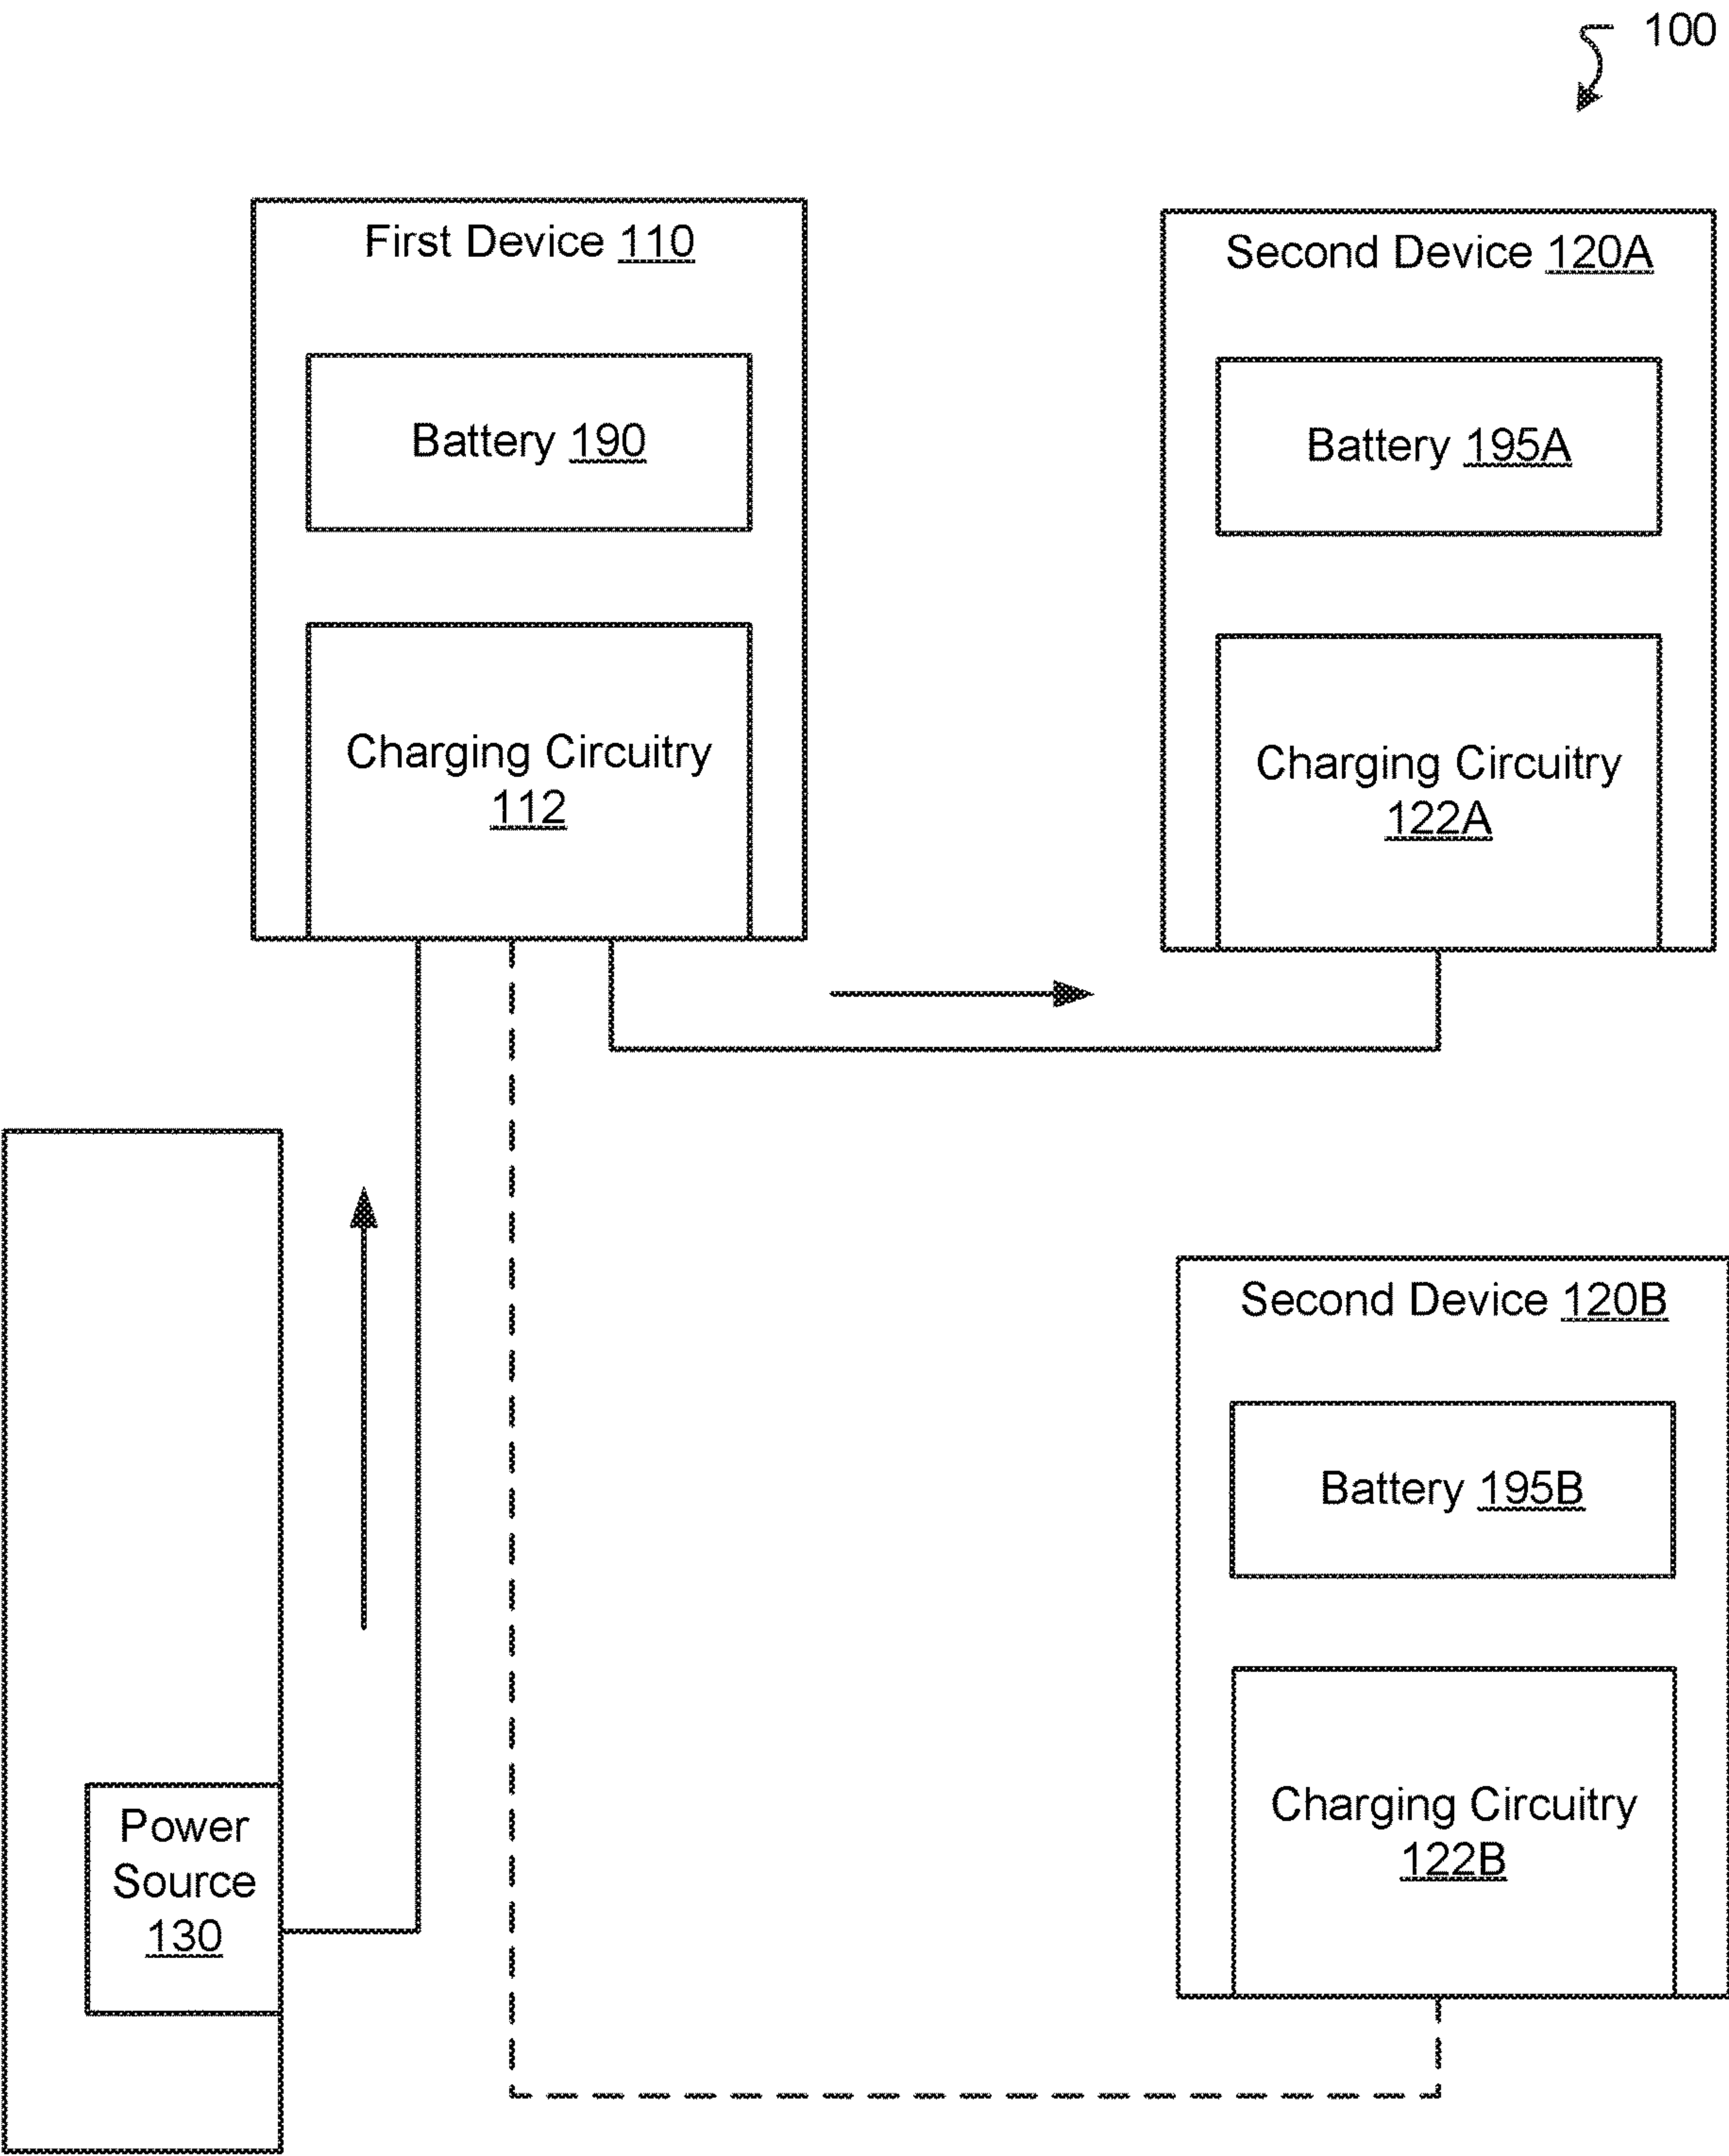 100
First Device 110
Battery 190
Charging Circuitry
112
Second Device 120A
Battery 195A
Charging Circuitry
122A
Power
Source
130
Second Device 120B
Battery 195B
Charging Circuitry
122B